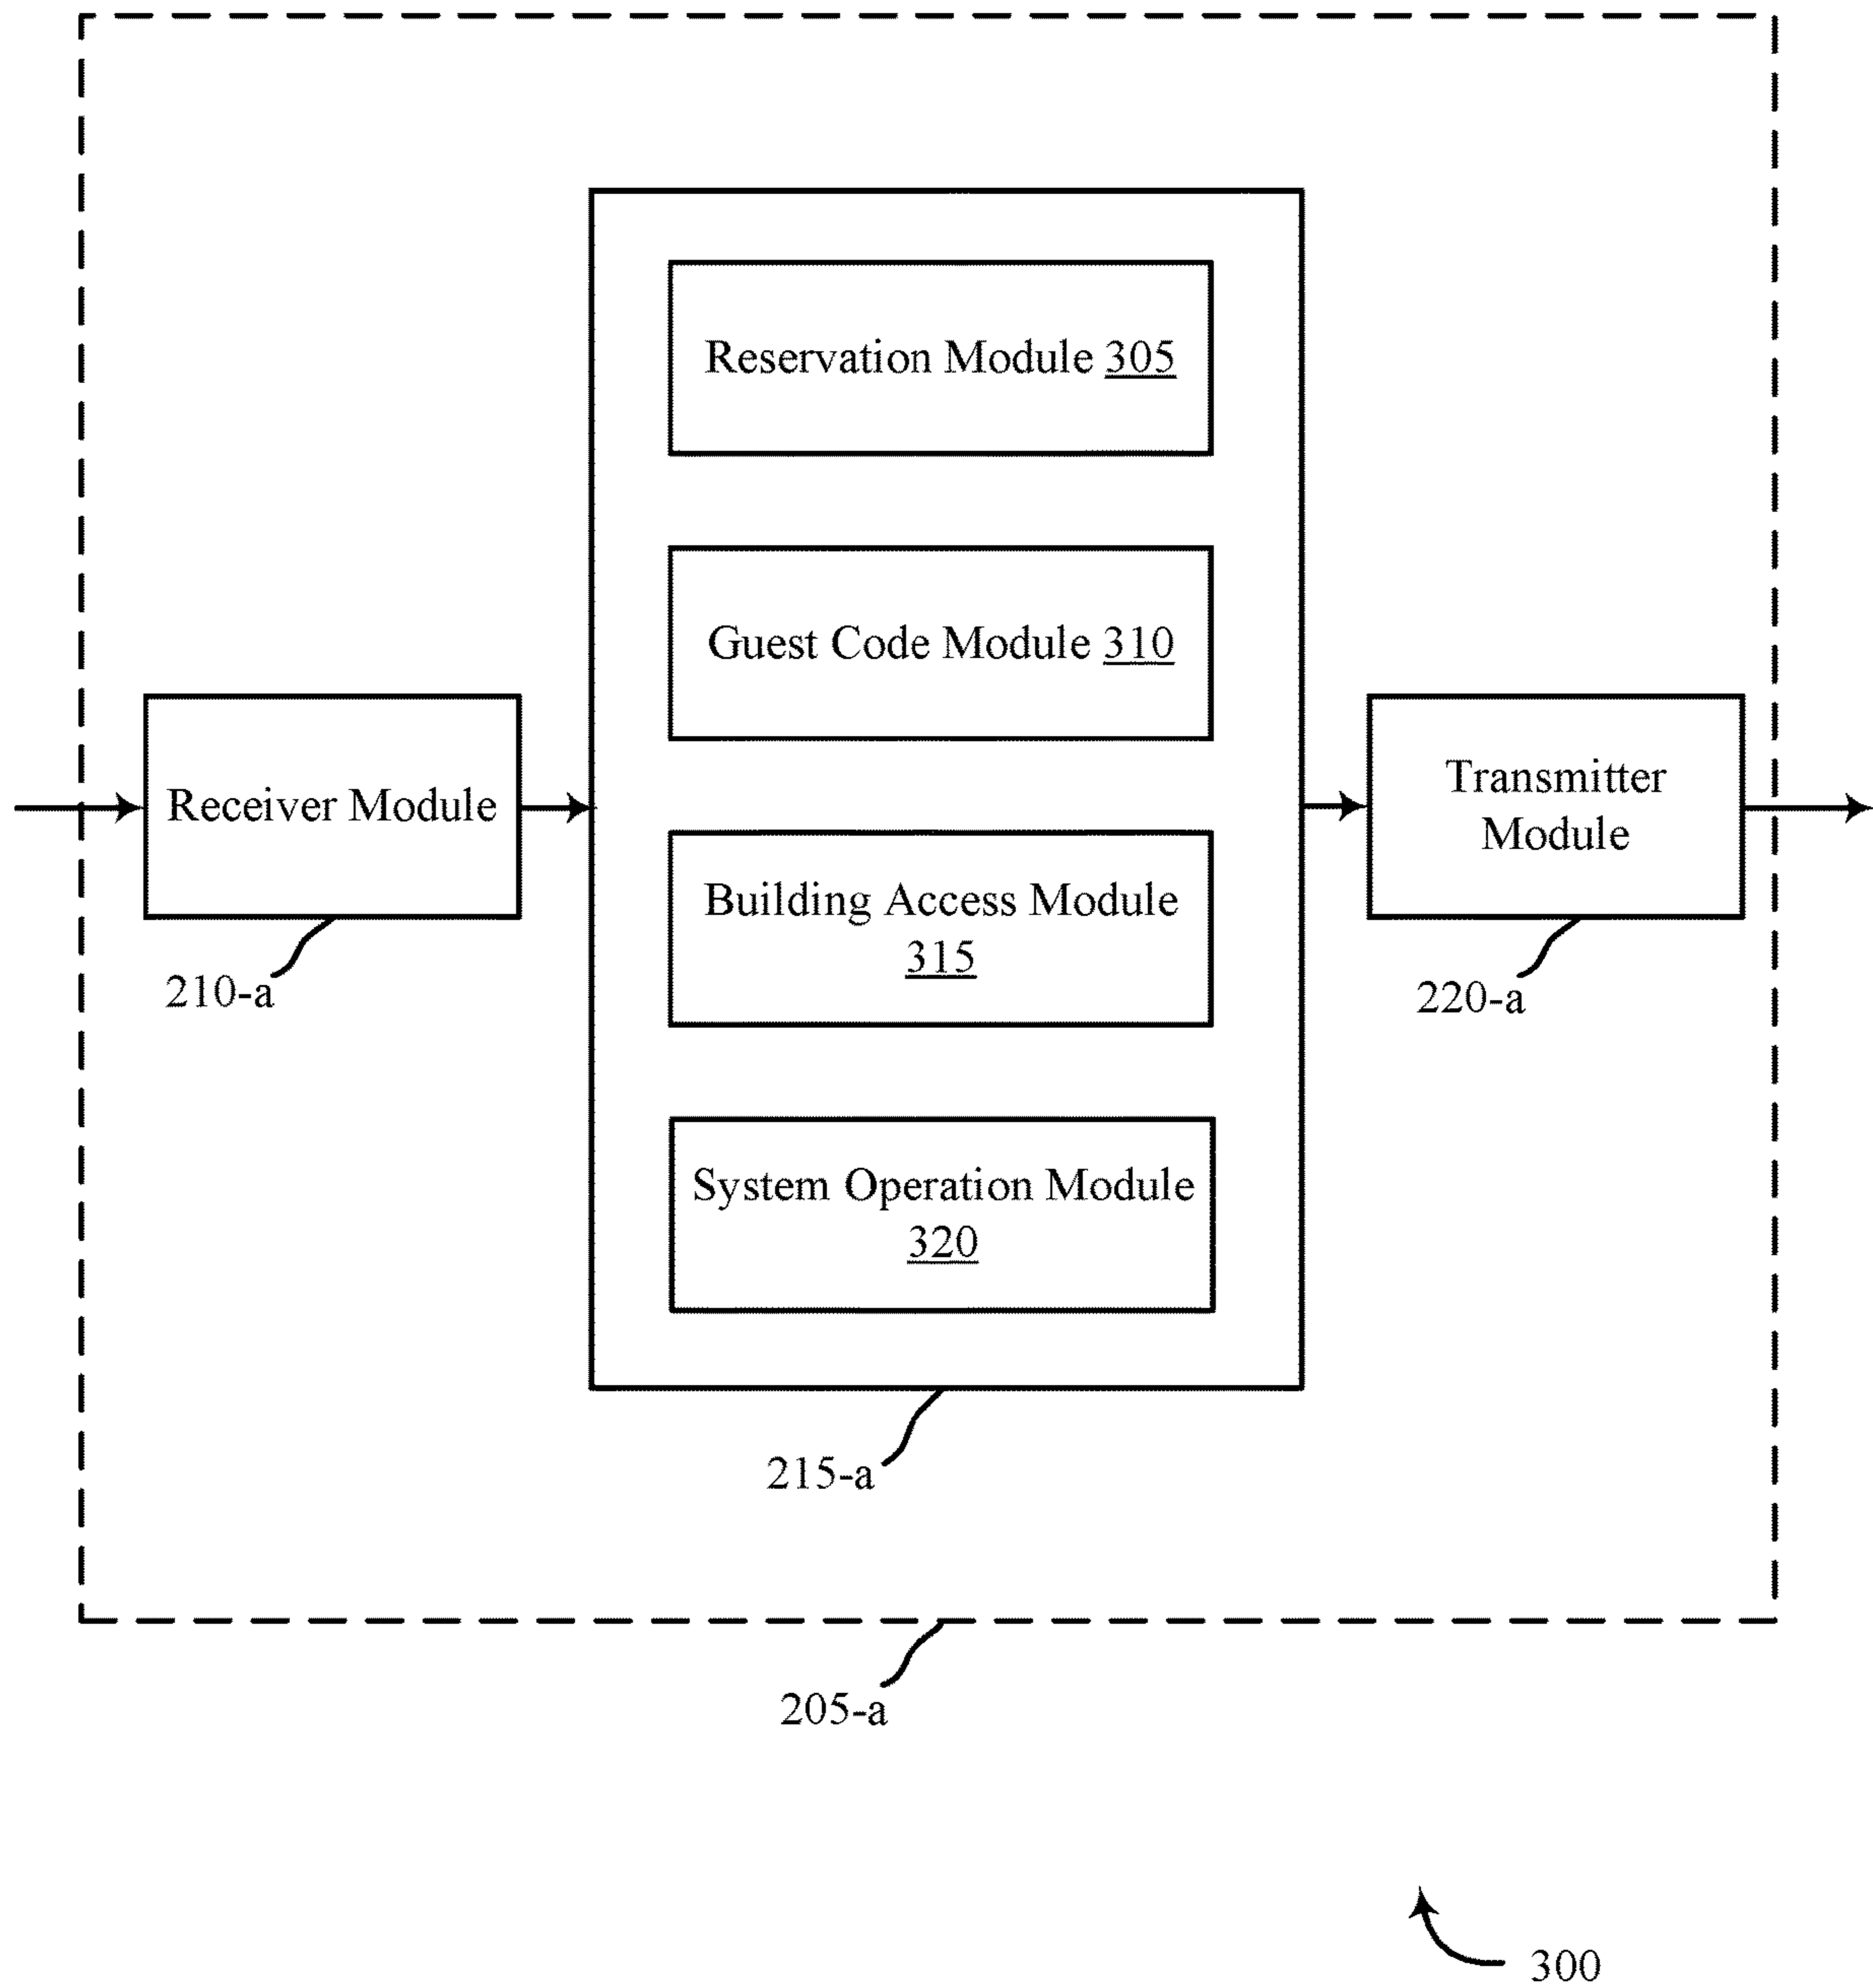 Reservation Module 305
Guest Code Module 310
Receiver Module
210-a
Building Access Module
315
System Operation Module
320
Transmitter
Module
220-a
215-a
205-a
300